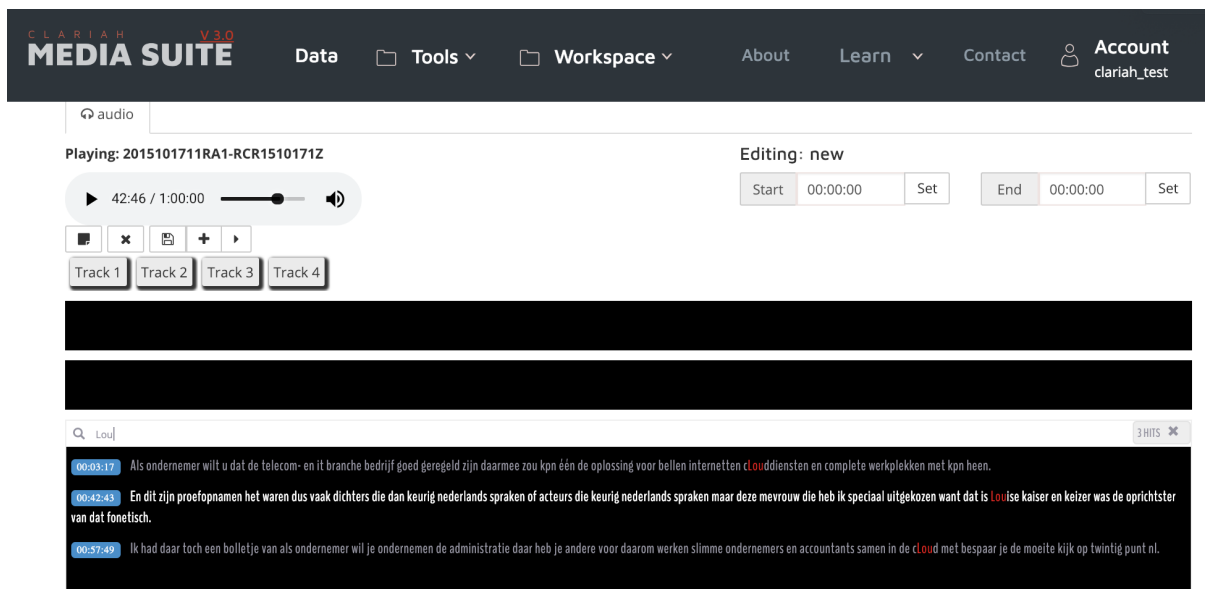 CLARIAH V 3.0
MEDIA SUITE
Data
Tools
Workspace
About
Learn
Contact
Account
clariah_test
audio
Playing: 2015101711RA1-RCR1510171Z
Editing: new
42:46 / 1:00:00
Start 00:00:00 Set
End 00:00:00 Set
Track 1 Track 2 Track 3 Track 4
Lou
3 HITS
00:03:17 Als ondernemer wilt u dat de telecom- en it branche bedrijf goed geregeld zijn daarmee zou kpn één de oplossing voor bellen internetten cLouddiensten en complete werkplekken met kpn heen.
00:42:43 En dit zijn proefopnamen het waren dus vaak dichters die dan keurig nederlands spraken of acteurs die keurig nederlands spraken maar deze mevrouw die heb ik speciaal uitgekozen want dat is Louise kaiser en keizer was de oprichtster
van dat fonetisch.
00:57:49 Ik had daar toch een bolletje van als ondernemer wil je ondernemen de administratie daar heb je andere voor daarom werken slimme ondernemers en accountants samen in de cLoud met bespaar je de moeite kijk op twintig punt nl.